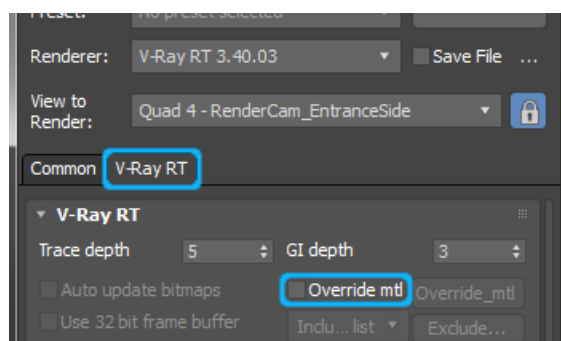 Preset: No preset selected
Renderer: V-Ray RT 3.40.03 Save File ...
View to Render: Quad 4 - RenderCam_EntranceSide
Common V-Ray RT
V-Ray RT
Trace depth 5 GI depth 3
Auto update bitmaps Override mtl Override_mtl
Use 32 bit frame buffer Inclu... list Exclude...